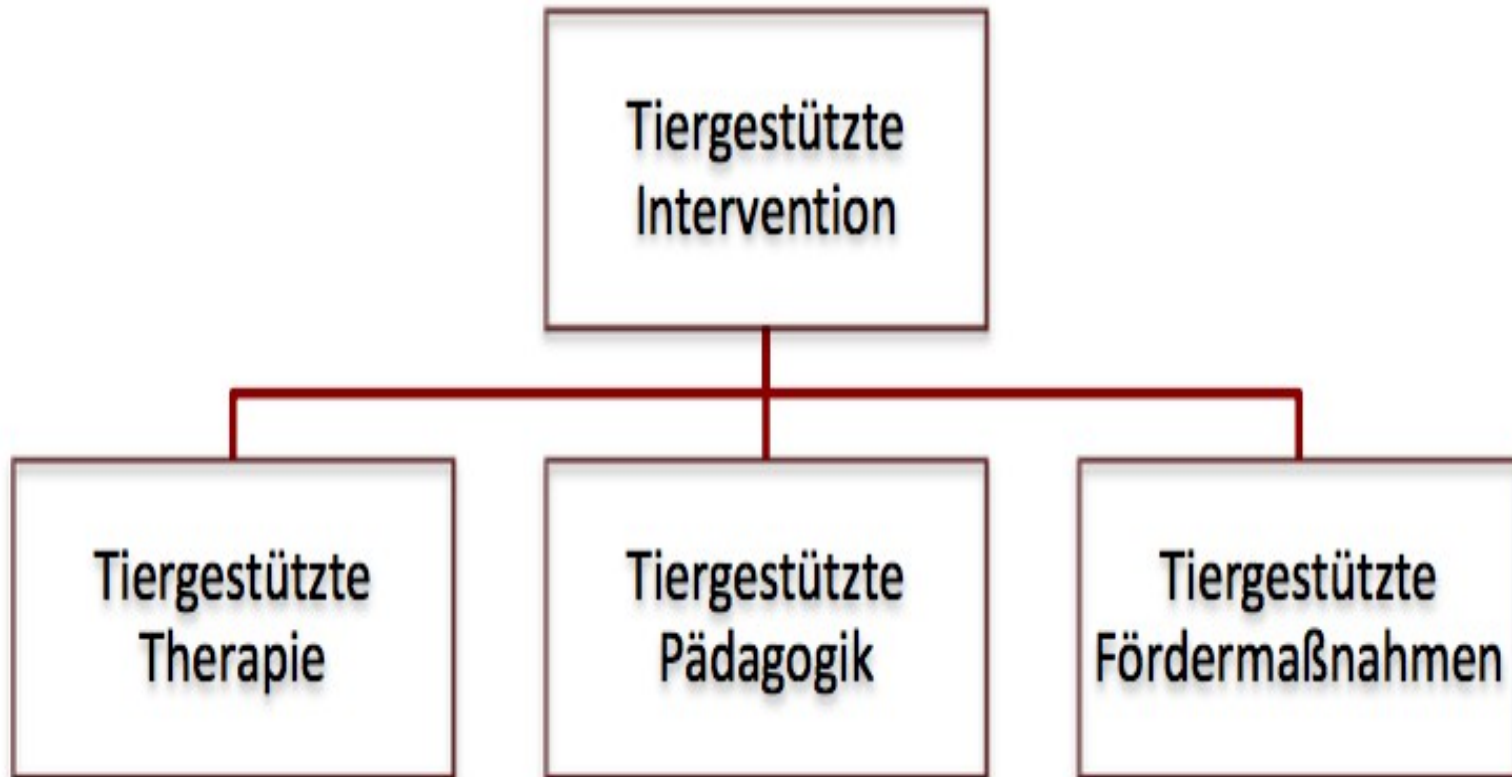 Tiergestützte
Intervention
Tiergestützte
Therapie
Tiergestützte
Pädagogik
Tiergestützte
Fördermaßnahmen